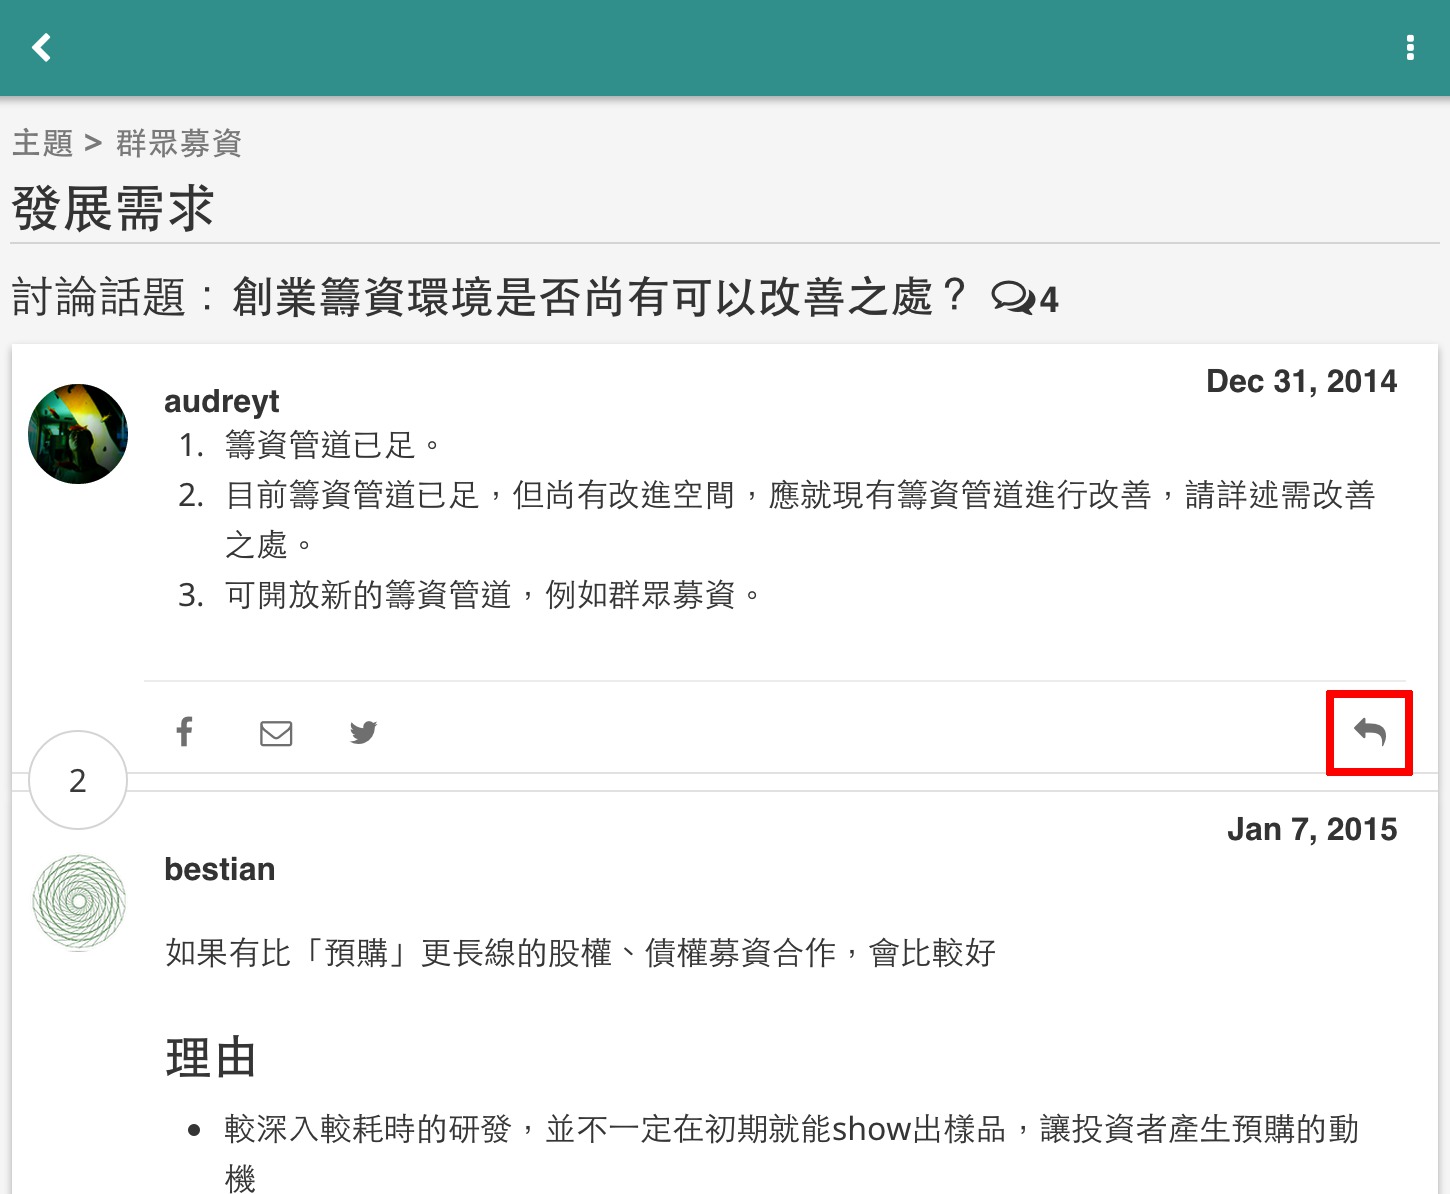 主題 > 群眾募資
發展需求
討論話題：創業籌資環境是否尚有可以改善之處？ 4
audreyt
Dec 31, 2014
1. 籌資管道已足。
2. 目前籌資管道已足，但尚有改進空間，應就現有籌資管道進行改善，請詳述需改善
之處。
3. 可開放新的籌資管道，例如群眾募資。
2
Jan 7, 2015
bestian
如果有比「預購」更長線的股權、債權募資合作，會比較好
理由
• 較深入較耗時的研發，並不一定在初期就能show出樣品，讓投資者產生預購的動
機